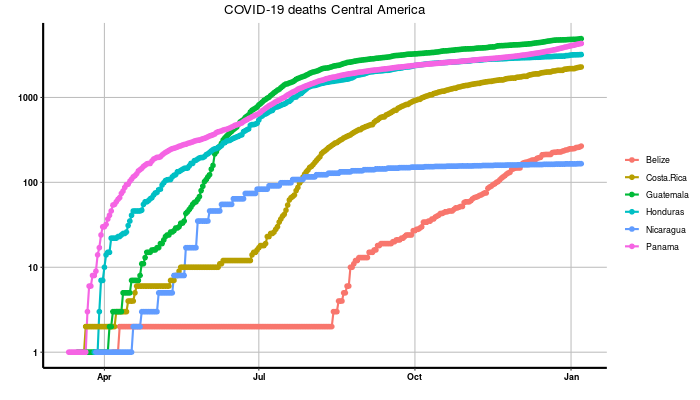 COVID-19 deaths Central America
1000
100
10
1
Apr
Jul
Oct
Jan
Belize
Costa.Rica
Guatemala
Honduras
Nicaragua
Panama